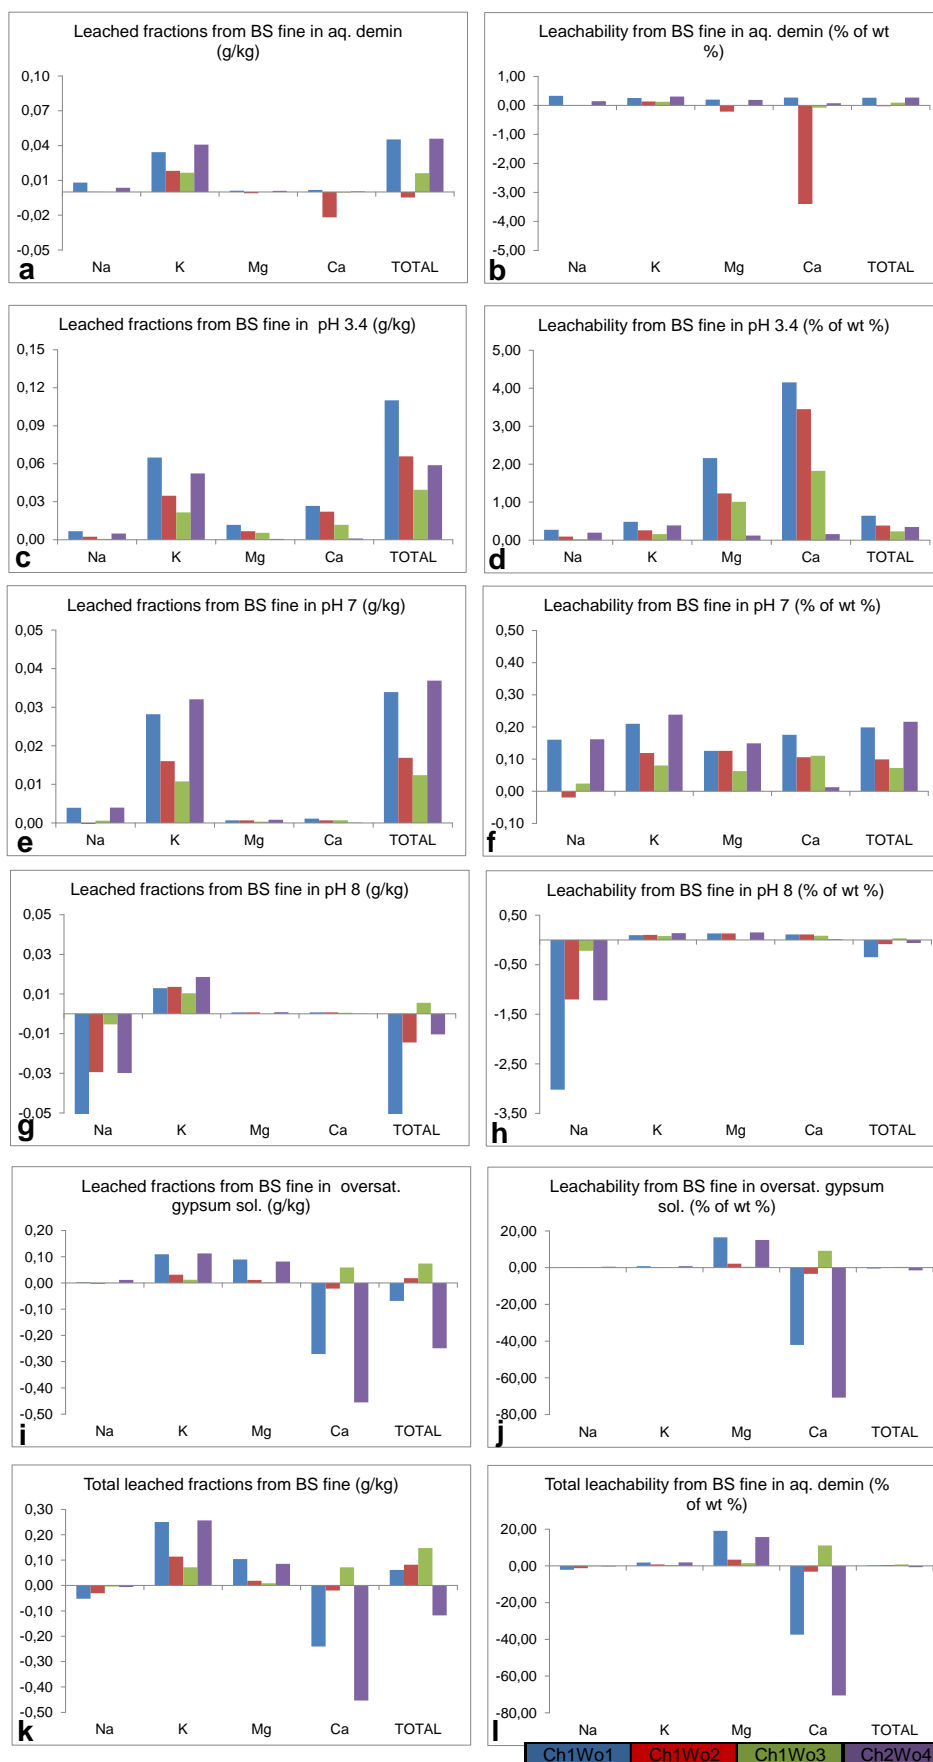 Leached fractions from BS fine in aq. demin
(g/kg)
0,10
0,07
0,04
0,01
-0,02
-0,05
Na K Mg Ca TOTAL
a
Leachability from BS fine in aq. demin (% of wt
%)
1,00
0,00
-1,00
-2,00
-3,00
-4,00
-5,00
Na K Mg Ca TOTAL
b
Leached fractions from BS fine in pH 3.4 (g/kg)
0,15
0,12
0,09
0,06
0,03
0,00
Na K Mg Ca TOTAL
c
Leachability from BS fine in pH 3.4 (% of wt %)
5,00
4,00
3,00
2,00
1,00
0,00
Na K Mg Ca TOTAL
d
Leached fractions from BS fine in pH 7 (g/kg)
0,05
0,04
0,03
0,02
0,01
0,00
Na K Mg Ca TOTAL
e
Leachability from BS fine in pH 7 (% of wt %)
0,50
0,40
0,30
0,20
0,10
0,00
-0,10
Na K Mg Ca TOTAL
f
Leached fractions from BS fine in pH 8 (g/kg)
0,05
0,03
0,01
-0,01
-0,03
-0,05
Na K Mg Ca TOTAL
g
Leachability from BS fine in pH 8 (% of wt %)
0,50
-0,50
-1,50
-2,50
-3,50
Na K Mg Ca TOTAL
h
Leached fractions from BS fine in oversat.
gypsum sol. (g/kg)
0,20
0,10
0,00
-0,10
-0,20
-0,30
-0,40
-0,50
Na K Mg Ca TOTAL
i
Leachability from BS fine in oversat. gypsum
sol. (% of wt %)
20,00
0,00
-20,00
-40,00
-60,00
-80,00
Na K Mg Ca TOTAL
j
Total leached fractions from BS fine (g/kg)
0,30
0,20
0,10
0,00
-0,10
-0,20
-0,30
-0,40
-0,50
Na K Mg Ca TOTAL
k
Total leachability from BS fine in aq. demin (%
of wt %)
20,00
0,00
-20,00
-40,00
-60,00
-80,00
Na K Mg Ca TOTAL
l
Ch1Wo1 Ch1Wo2 Ch1Wo3 Ch2Wo4